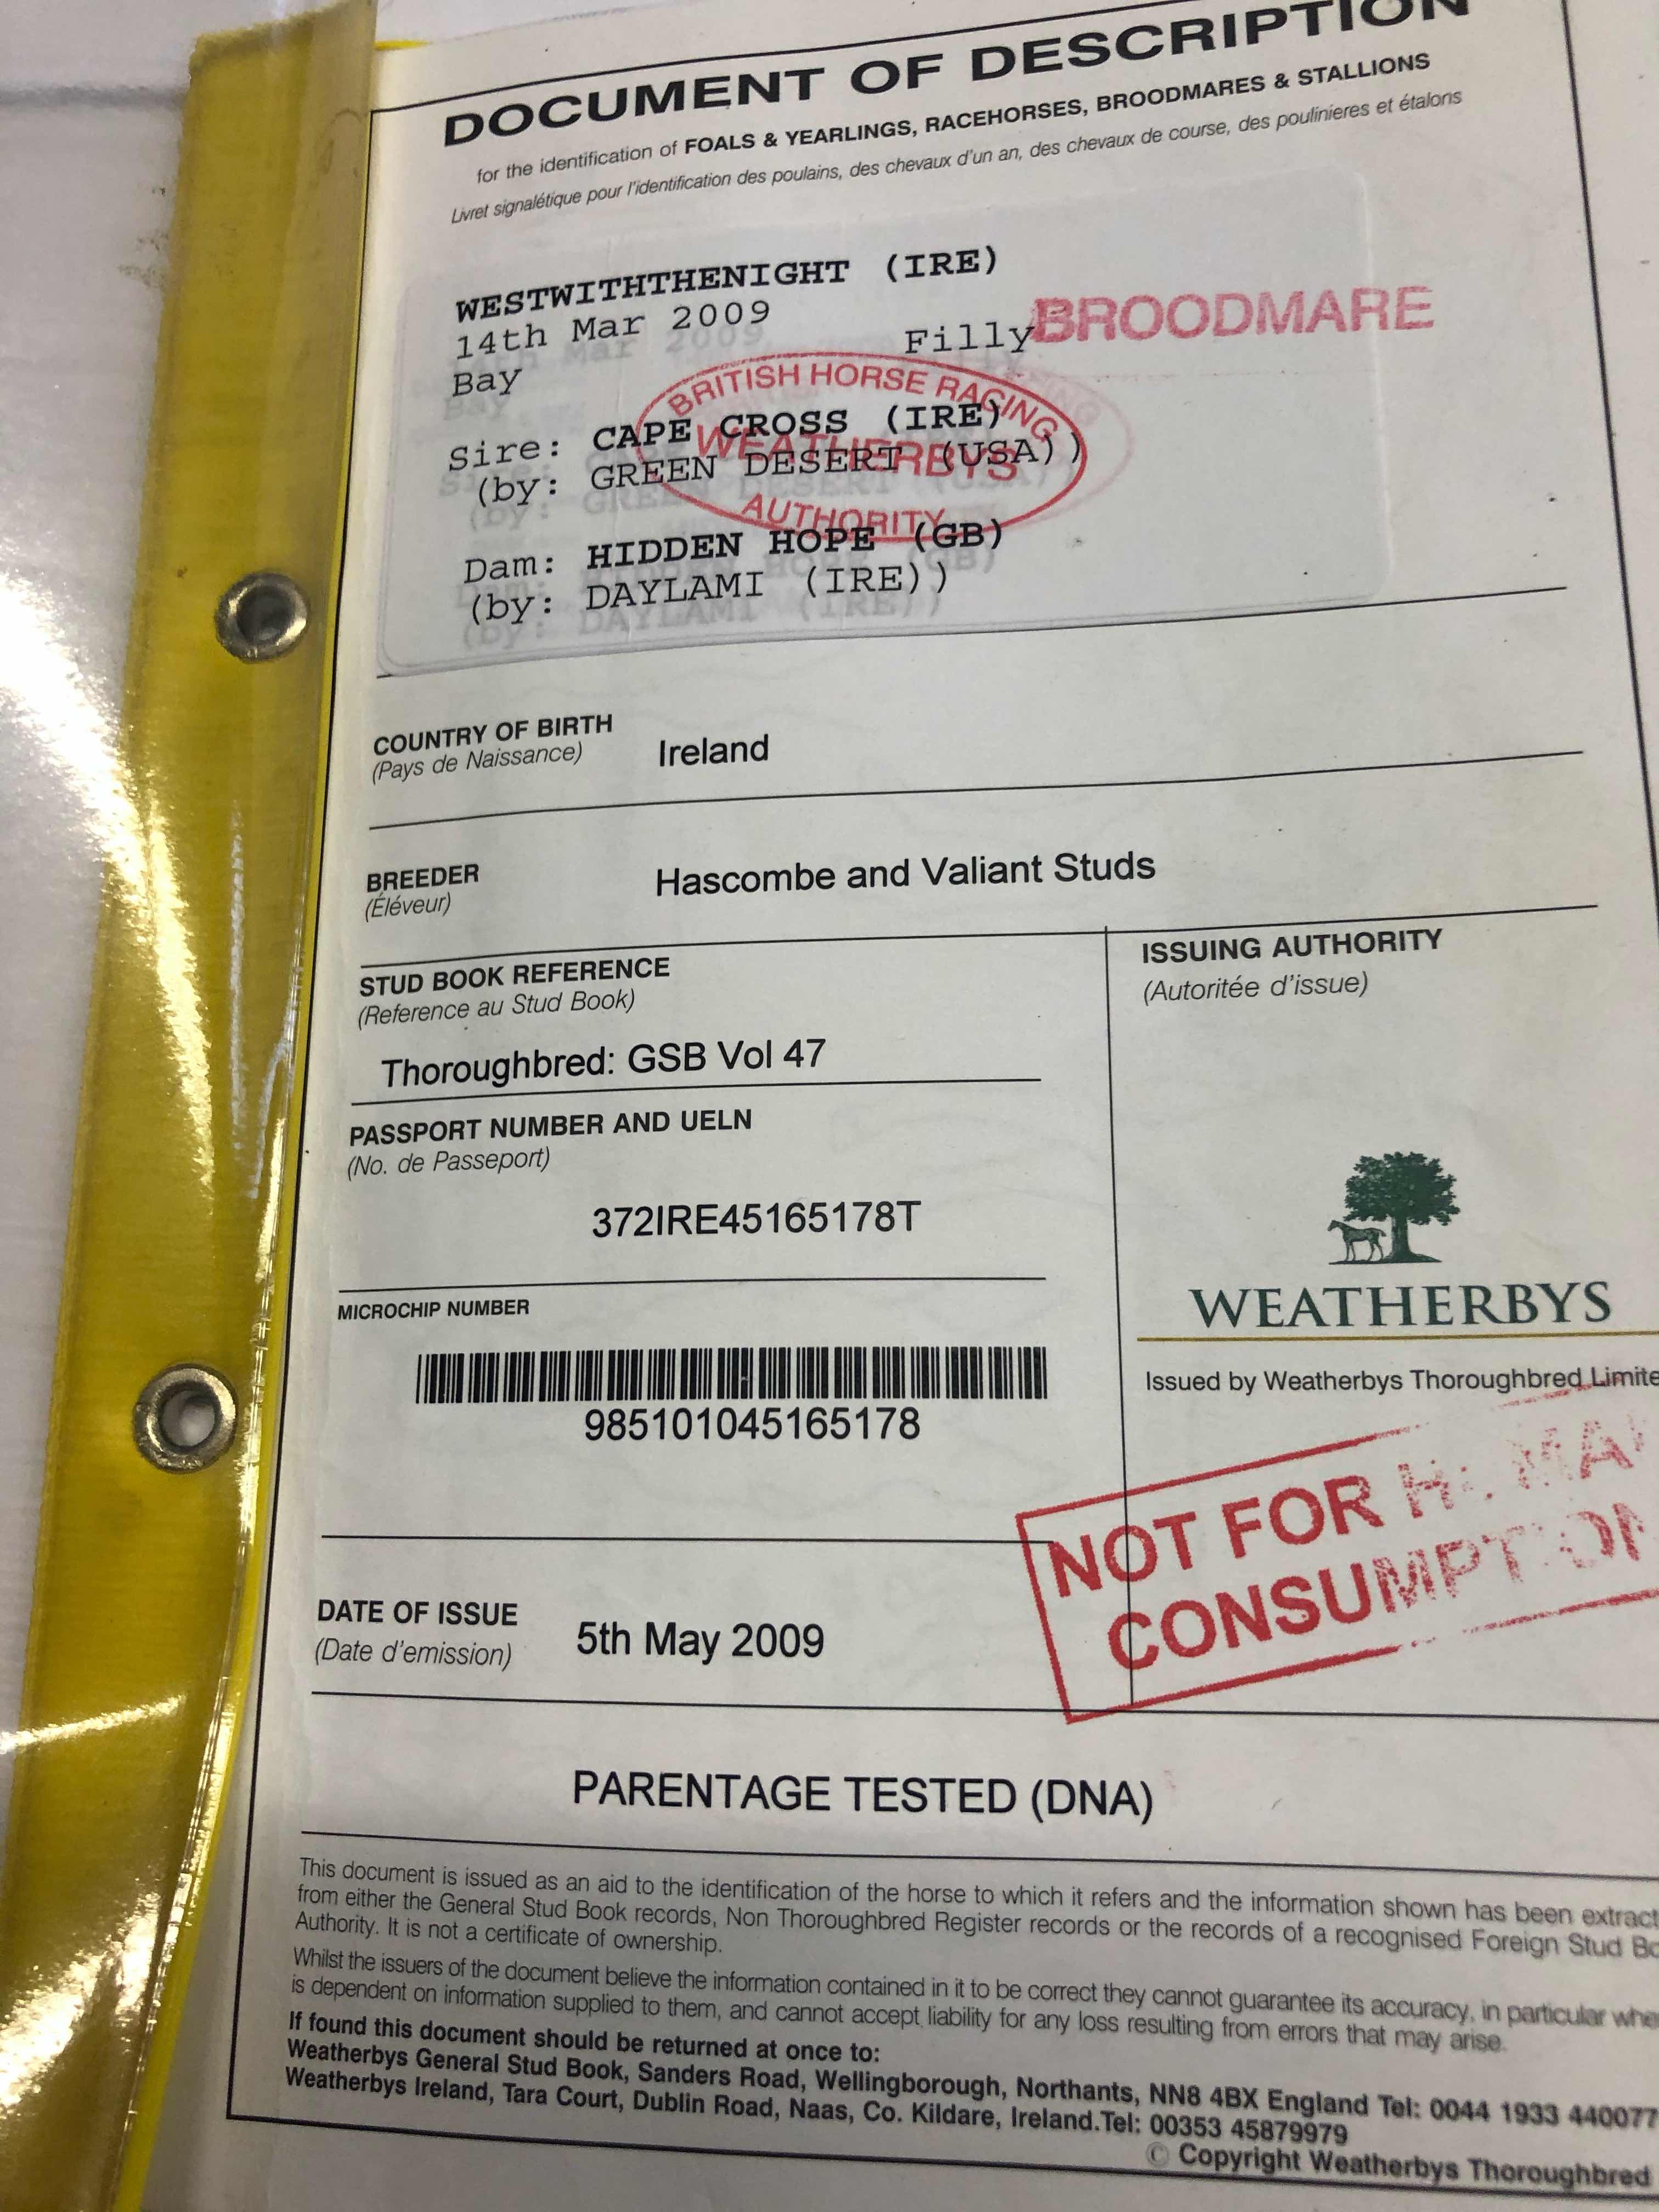 DOCUMENT OF DESCRIPTION
for the identification of FOALS & YEARLINGS, RACEHORSES, BROODMARES & STALLIONS
Livret signalétique pour l'identification des poulains, des chevaux d'un an, des chevaux de course, des poulinieres et étalons
WESTWITHTHENIGHT (IRE)
14th Mar 2009 Filly BROODMARE
Bay
BRITISH HORSE RACING
WEATHERBYS
AUTHORITY
Sire: CAPE CROSS (IRE)
(by: GREEN DESERT (USA))
Dam: HIDDEN HOPE (GB)
(by: DAYLAMI (IRE))
COUNTRY OF BIRTH
(Pays de Naissance)
Ireland
BREEDER
(Éléveur)
Hascombe and Valiant Studs
STUD BOOK REFERENCE
(Reference au Stud Book)
Thoroughbred: GSB Vol 47
ISSUING AUTHORITY
(Autoritée d'issue)
PASSPORT NUMBER AND UELN
(No. de Passeport)
372IRE45165178T
WEATHERBYS
Issued by Weatherbys Thoroughbred Limite
MICROCHIP NUMBER
985101045165178
NOT FOR HUMAN
CONSUMPTION
DATE OF ISSUE
(Date d'emission)
5th May 2009
PARENTAGE TESTED (DNA)
This document is issued as an aid to the identification of the horse to which it refers and the information shown has been extract
from either the General Stud Book records, Non Thoroughbred Register records or the records of a recognised Foreign Stud Bo
Authority. It is not a certificate of ownership.
Whilst the issuers of the document believe the information contained in it to be correct they cannot guarantee its accuracy, in particular whe
is dependent on information supplied to them, and cannot accept liability for any loss resulting from errors that may arise.
If found this document should be returned at once to:
Weatherbys General Stud Book, Sanders Road, Wellingborough, Northants, NN8 4BX England Tel: 0044 1933 440077
Weatherbys Ireland, Tara Court, Dublin Road, Naas, Co. Kildare, Ireland.Tel: 00353 45879979
© Copyright Weatherbys Thoroughbred